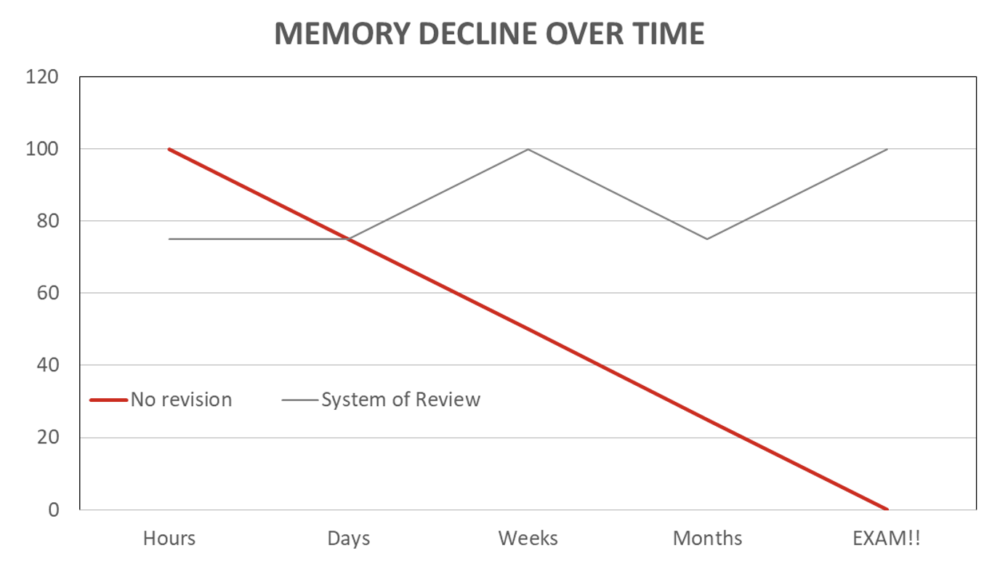 MEMORY DECLINE OVER TIME
120
100
80
60
40
No revision System of Review
20
0
Hours Days Weeks Months EXAM!!